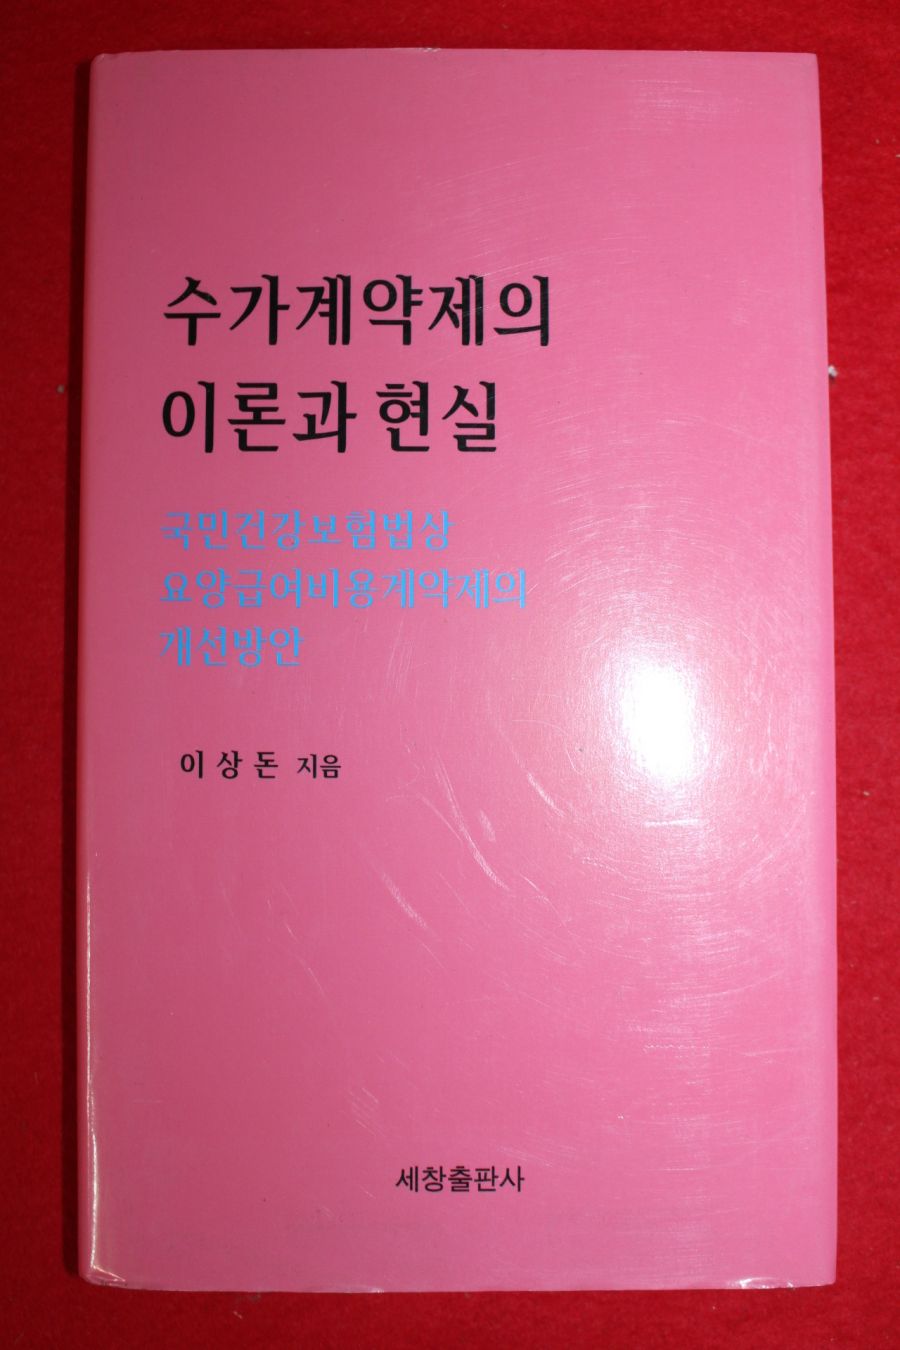 수가계약제의
이론과 현실
국민건강보험법상
요양급여비용계약제의
개선방안
이상돈 지음
세창출판사